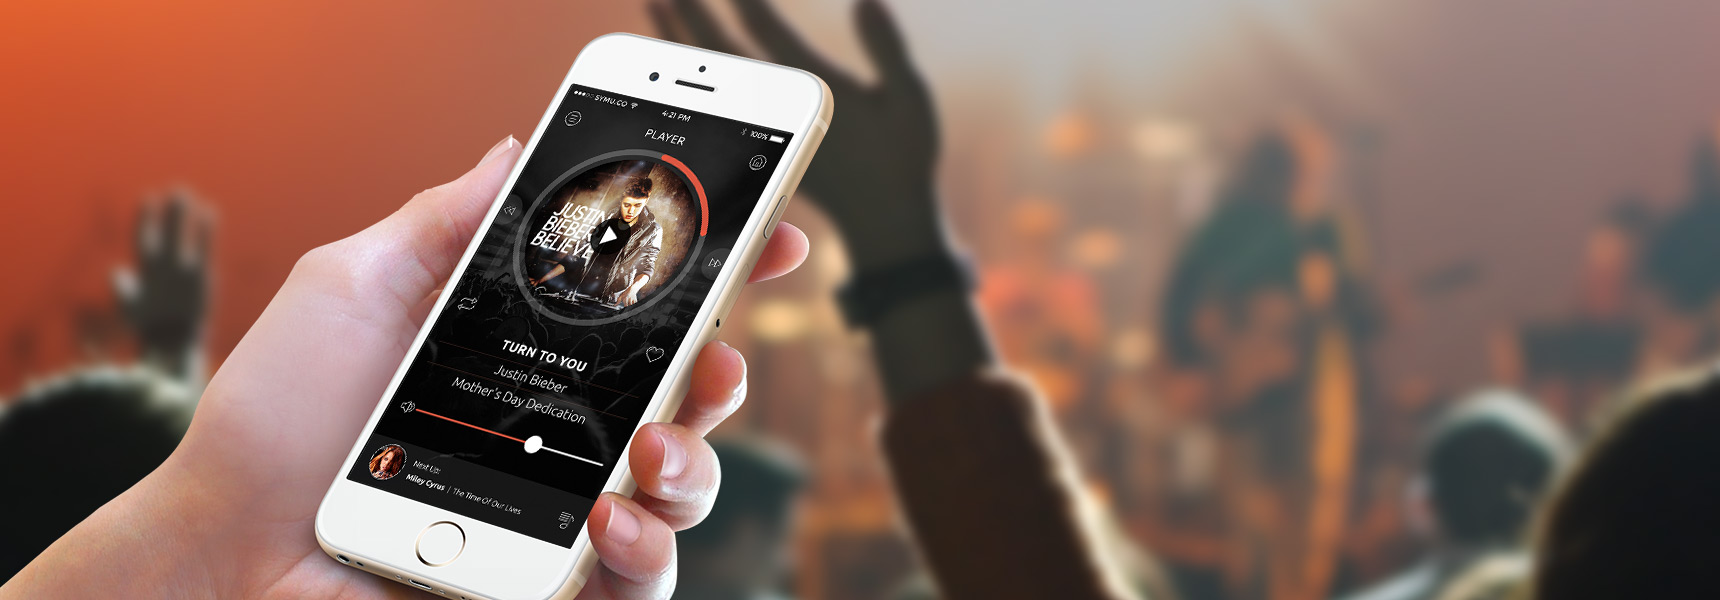 SYMU.CO
4:21 PM
100%
PLAYER
JUSTIN
BIEBER
BELIEVE
TURN TO YOU
Justin Bieber
Mother's Day Dedication
Next Up:
Miley Cyrus | The Time Of Our Lives